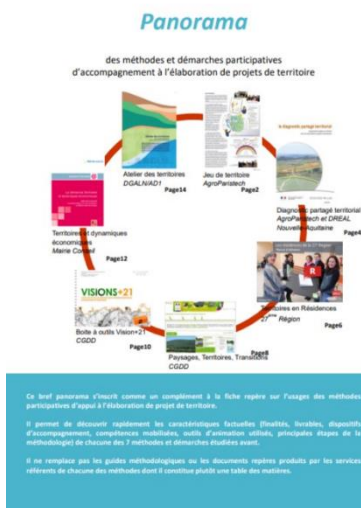 Panorama
des méthodes et démarches participatives
d'accompagnement à l'élaboration de projets de territoire
Atelier des territoires
DGALN/AD1
Page14
Jeu de territoire
AgroParistech
Page2
Diagnostic partagé territorial
AgroParistech et DREAL
Nouvelle Aquitaine
Page4
Territoires et dynamiques
économiques
Mairie Conseil
Page12
Territoires en Résidences
27ème Région
Page6
VISIONS+21
Boite à outils Vision+21
CGDD
Page10
Paysages, Territoires, Transitions
CGDD
Page8
Ce bref panorama s'inscrit comme un complément à la fiche repère sur l'usages des méthodes
participatives d'appui à l'élaboration de projet de territoire.
Il permet de découvrir rapidement les caractéristiques factuelles (finalités, livrables, dispositifs
d'accompagnement, compétences mobilisées, outils d'animation utilisés, principales étapes de la
méthodologie) de chacune des 7 méthodes et démarches étudiées avant.
Il ne remplace pas les guides méthodologiques ou les documents repères produits par les services
référents de chacune des méthodes dont il constitue plutôt une table des matières.